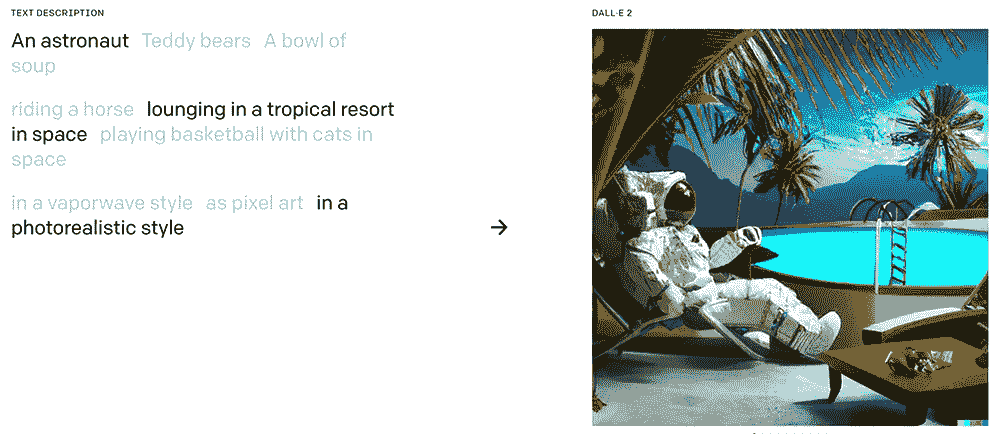 TEXT DESCRIPTION
DALL·E 2
An astronaut Teddy bears A bowl of
soup
riding a horse lounging in a tropical resort
in space playing basketball with cats in
space
in a vaporwave style as pixel art in a
photorealistic style